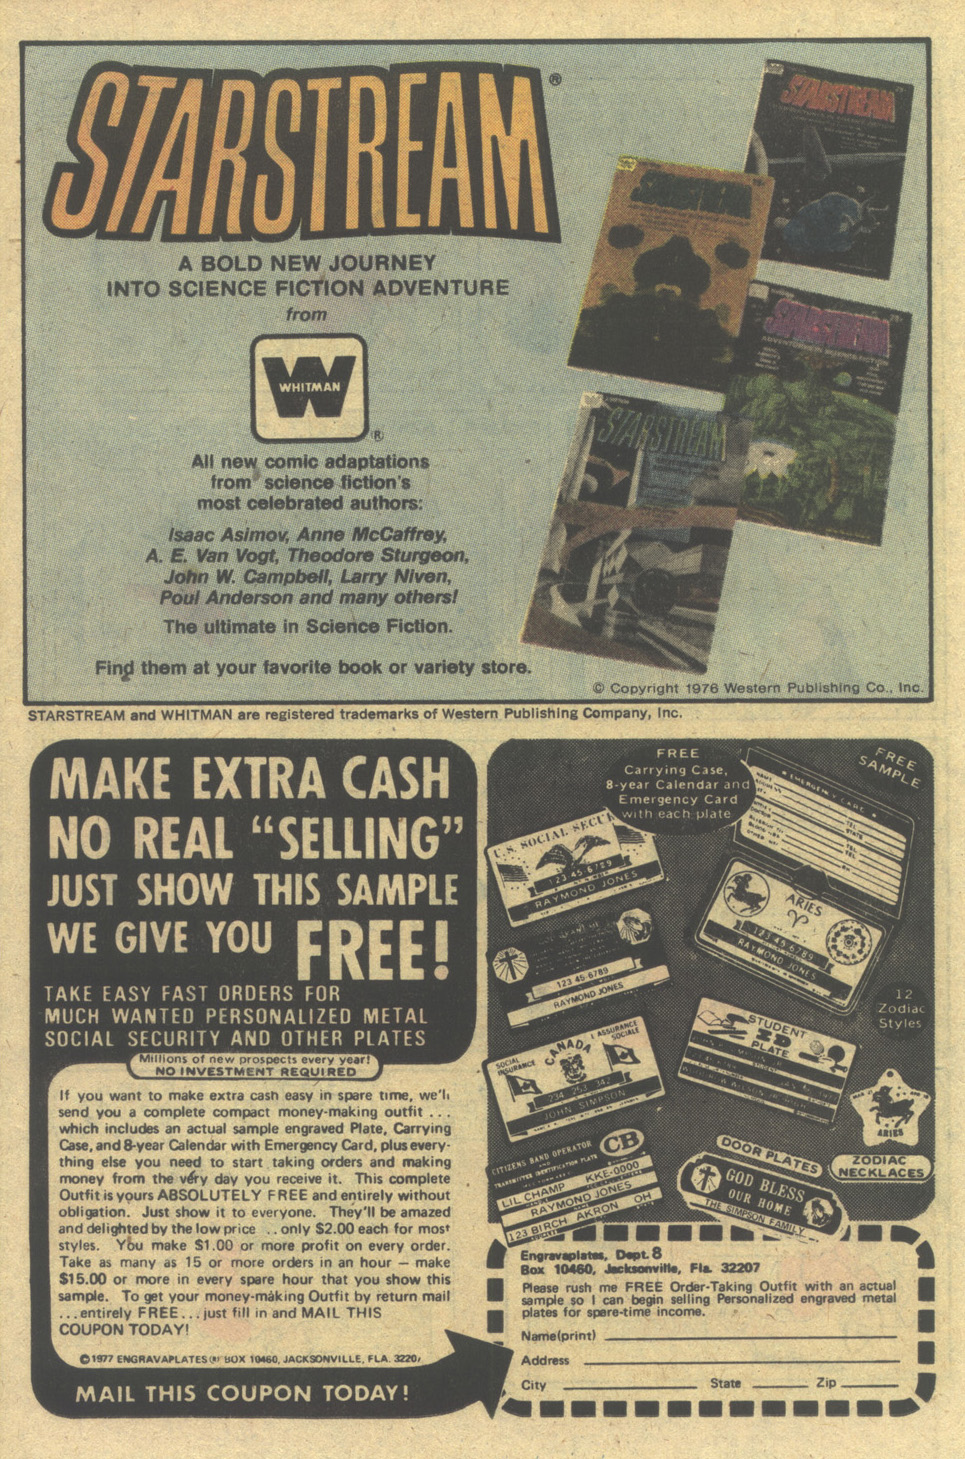 STARSTREAM®
A BOLD NEW JOURNEY
INTO SCIENCE FICTION ADVENTURE
from
WHITMAN
®
All new comic adaptations
from science fiction's
most celebrated authors:
Isaac Asimov, Anne McCaffrey,
A. E. Van Vogt, Theodore Sturgeon,
John W. Campbell, Larry Niven,
Poul Anderson and many others!
The ultimate in Science Fiction.
Find them at your favorite book or variety store.
STARSTREAM
STARSTREAM
ADVENTURES IN SCIENCE FICTION
STARSTREAM
© Copyright 1976 Western Publishing Co., Inc.
STARSTREAM and WHITMAN are registered trademarks of Western Publishing Company, Inc.
MAKE EXTRA CASH
NO REAL “SELLING”
JUST SHOW THIS SAMPLE
WE GIVE YOU FREE!
TAKE EASY FAST ORDERS FOR
MUCH WANTED PERSONALIZED METAL
SOCIAL SECURITY AND OTHER PLATES
Millions of new prospects every year!
NO INVESTMENT REQUIRED
If you want to make extra cash easy in spare time, we'll
send you a complete compact money-making outfit . . .
which includes an actual sample engraved Plate, Carrying
Case, and 8-year Calendar with Emergency Card, plus every-
thing else you need to start taking orders and making
money from the very day you receive it. This complete
Outfit is yours ABSOLUTELY FREE and entirely without
obligation. Just show it to everyone. They'll be amazed
and delighted by the low price . . only $2.00 each for most
styles. You make $1.00 or more profit on every order.
Take as many as 15 or more orders in an hour — make
$15.00 or more in every spare hour that you show this
sample. To get your money-making Outfit by return mail
...entirely FREE...just fill in and MAIL THIS
COUPON TODAY!
©1977 ENGRAVAPLATES® BOX 10460, JACKSONVILLE, FLA. 3220
MAIL THIS COUPON TODAY!
FREE
Carrying Case,
8-year Calendar and
Emergency Card
with each plate
FREE
SAMPLE
EMERGENCY CARD
U.S. SOCIAL SECU
123-45-6789
RAYMOND JONES
123 45-6789
RAYMOND JONES
ARIES
123-45-6789
RAYMOND JONES
12
Zodiac
Styles
SOCIAL INSURANCE
CANADA
L ASSURANCE SOCIALE
234 253 342
JOHN SIMPSON
STUDENT
ID
PLATE
ARIES
ZODIAC
NECKLACES
CITIZENS BAND OPERATOR
CB
TRANSMITTER IDENTIFICATION PLATE
LIL CHAMP KKE-0000
RAYMOND JONES
123 BIRCH AKRON OH
DOOR PLATES
GOD BLESS
OUR HOME
THE SIMPSON FAMILY
Engravaplates, Dept. 8
Box 10460, Jacksonville, Fla. 32207
Please rush me FREE Order-Taking Outfit with an actual
sample so I can begin selling Personalized engraved metal
plates for spare-time income.
Name(print)
Address
City State Zip